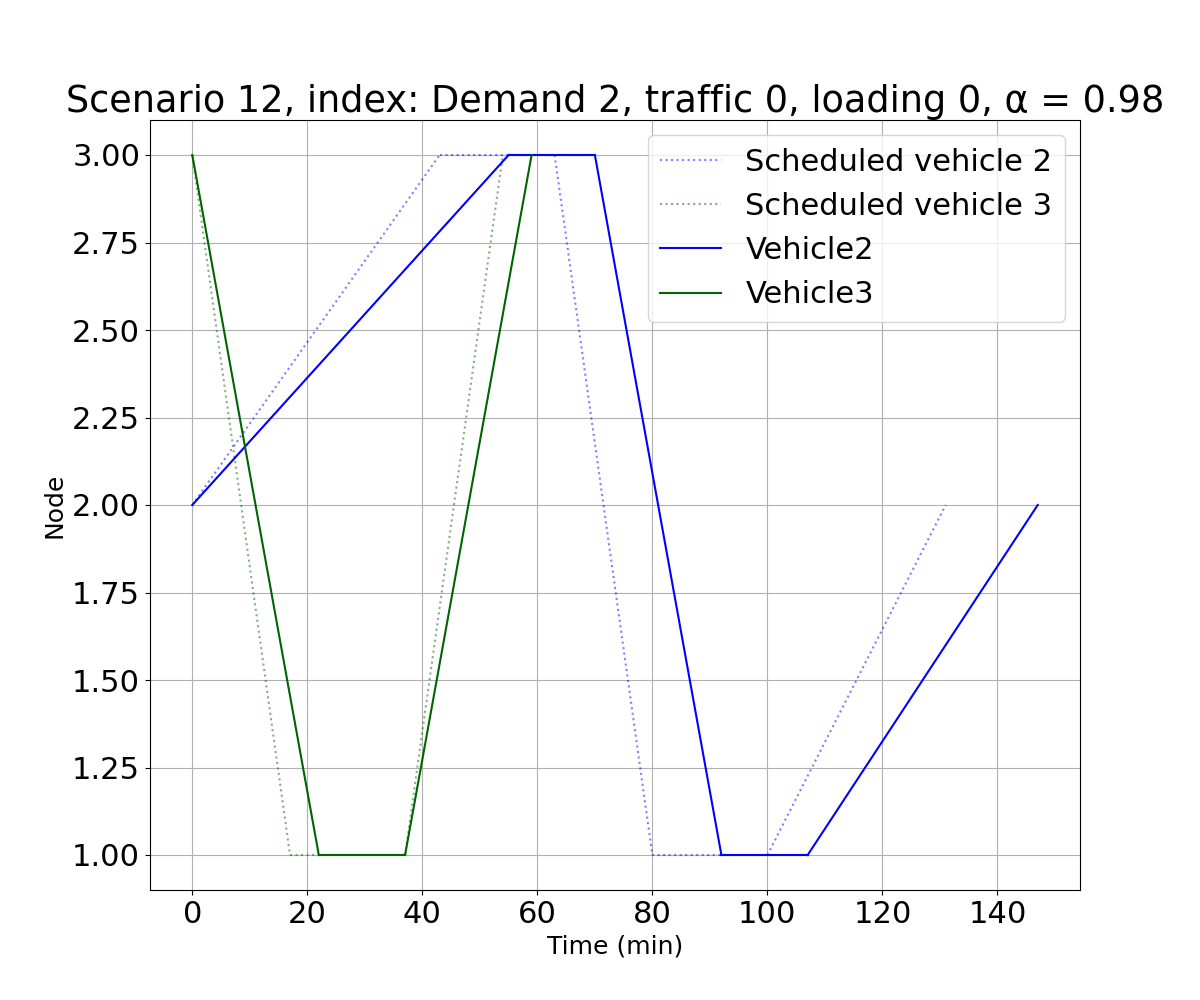 Scenario 12, index: Demand 2, traffic 0, loading 0, α = 0.98
Scheduled vehicle 2
Scheduled vehicle 3
Vehicle2
Vehicle3
3.00
2.75
2.50
2.25
2.00
1.75
1.50
1.25
1.00
Node
0 20 40 60 80 100 120 140
Time (min)